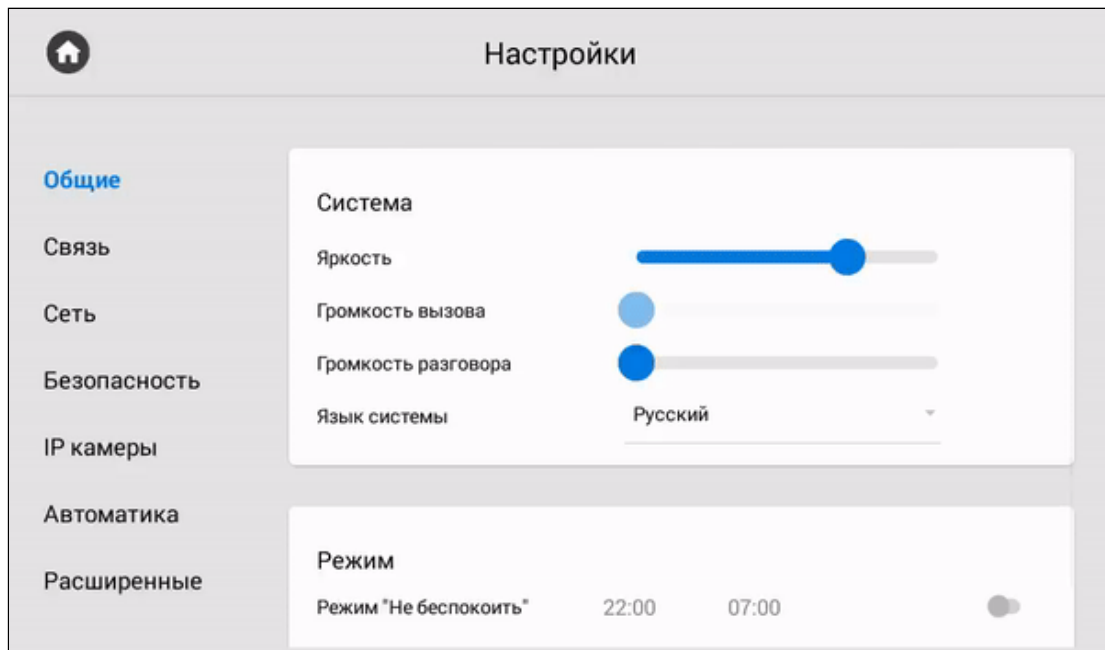 Настройки
Общие
Связь
Сеть
Безопасность
IP камеры
Автоматика
Расширенные
Система
Яркость
Громкость вызова
Громкость разговора
Язык системы Русский
Режим
Режим "Не беспокоить" 22:00 07:00